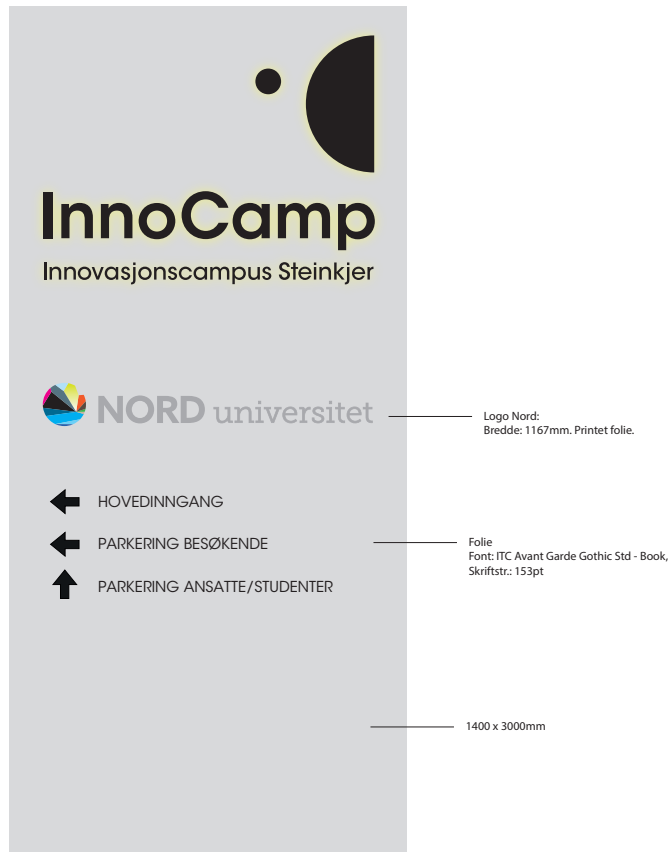 InnoCamp
Innovasjonscampus Steinkjer
NORD universitet
Logo Nord:
Bredde: 1167mm. Printet folie.
HOVEDINNGANG
PARKERING BESØKENDE
PARKERING ANSATTE/STUDENTER
Folie
Font: ITC Avant Garde Gothic Std - Book,
Skriftstr.: 153pt
1400 x 3000mm